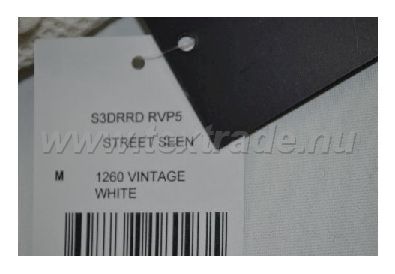 S3DRRD RVP5
STREET SEEN
M 1260 VINTAGE
WHITE
www.textrade.nu